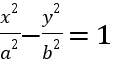 x²/a² − y²/b² = 1